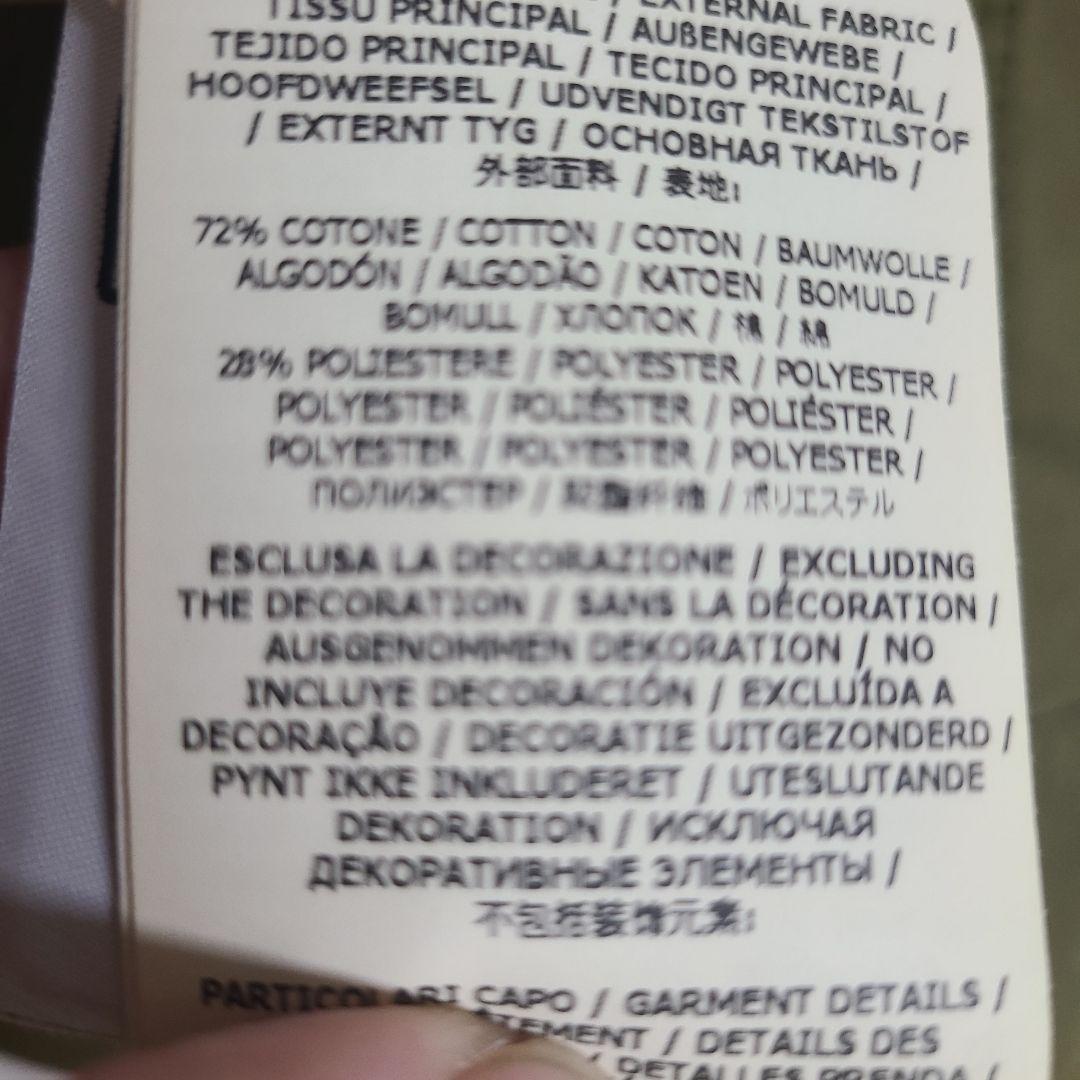 / EXTERNAL FABRIC /
TISSU PRINCIPAL / AUßENGEWEBE /
TEJIDO PRINCIPAL / TECIDO PRINCIPAL /
HOOFDWEEFSEL / UDVENDIGT TEKSTILSTOF
/ EXTERNT TYG / ОСНОВНАЯ ТКАНЬ /
外部面料 / 表地:
72% COTONE / COTTON / COTON / BAUMWOLLE /
ALGODÓN / ALGODÃO / KATOEN / BOMULD /
BOMULL / ХЛОПОК / 棉 / 綿
28% POLIESTERE / POLYESTER / POLYESTER /
POLYESTER / POLIÉSTER / POLIÉSTER /
POLYESTER / POLYESTER / POLYESTER /
ПОЛИЭСТЕР / 聚酯纤维 / ポリエステル
ESCLUSA LA DECORAZIONE / EXCLUDING
THE DECORATION / SANS LA DÉCORATION /
AUSGENOMMEN DEKORATION / NO
INCLUYE DECORACIÓN / EXCLUÍDA A
DECORAÇÃO / DECORATIE UITGEZONDERD /
PYNT IKKE INKLUDERET / UTESLUTANDE
DEKORATION / ИСКЛЮЧАЯ
ДЕКОРАТИВНЫЕ ЭЛЕМЕНТЫ /
不包括装饰元素:
PARTICOLARI CAPO / GARMENT DETAILS /
/ DETAILS DES
DETALLES PRENDA /